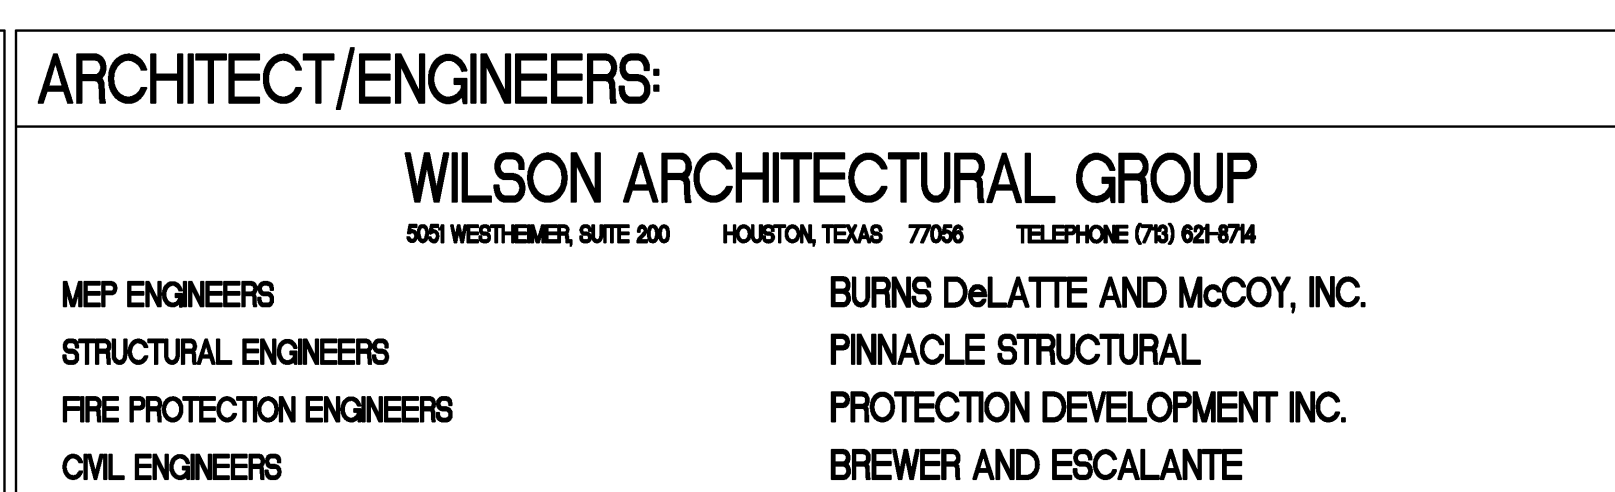 ARCHITECT/ENGINEERS:
WILSON ARCHITECTURAL GROUP
5051 WESTHEIMER, SUITE 200 HOUSTON, TEXAS 77056 TELEPHONE (713) 621-8714
MEP ENGINEERS BURNS DeLATTE AND McCOY, INC.
STRUCTURAL ENGINEERS PINNACLE STRUCTURAL
FIRE PROTECTION ENGINEERS PROTECTION DEVELOPMENT INC.
CIVIL ENGINEERS BREWER AND ESCALANTE